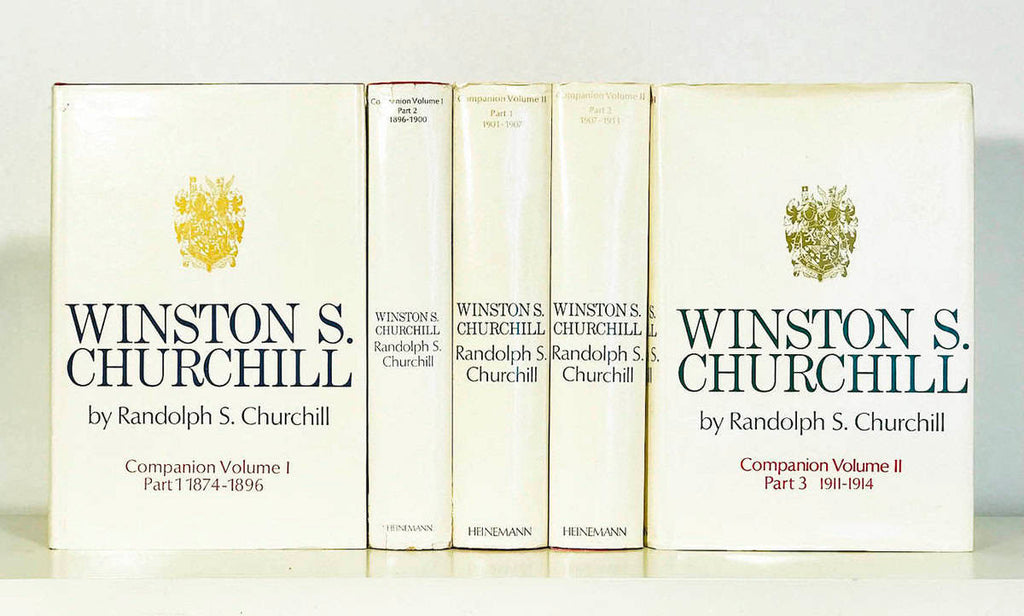 WINSTON S.
CHURCHILL
by Randolph S. Churchill
Companion Volume I
Part 1 1874-1896
Companion Volume I
Part 2
1896-1900
WINSTON S.
CHURCHILL
Randolph S.
Churchill
HEINEMANN
Companion Volume II
Part 1
1901-1907
WINSTON S.
CHURCHILL
Randolph S.
Churchill
HEINEMANN
Companion Volume II
Part 2
1907-1911
WINSTON S.
CHURCHILL
Randolph S.
Churchill
HEINEMANN
WINSTON S.
CHURCHILL
by Randolph S. Churchill
Companion Volume II
Part 3 1911-1914